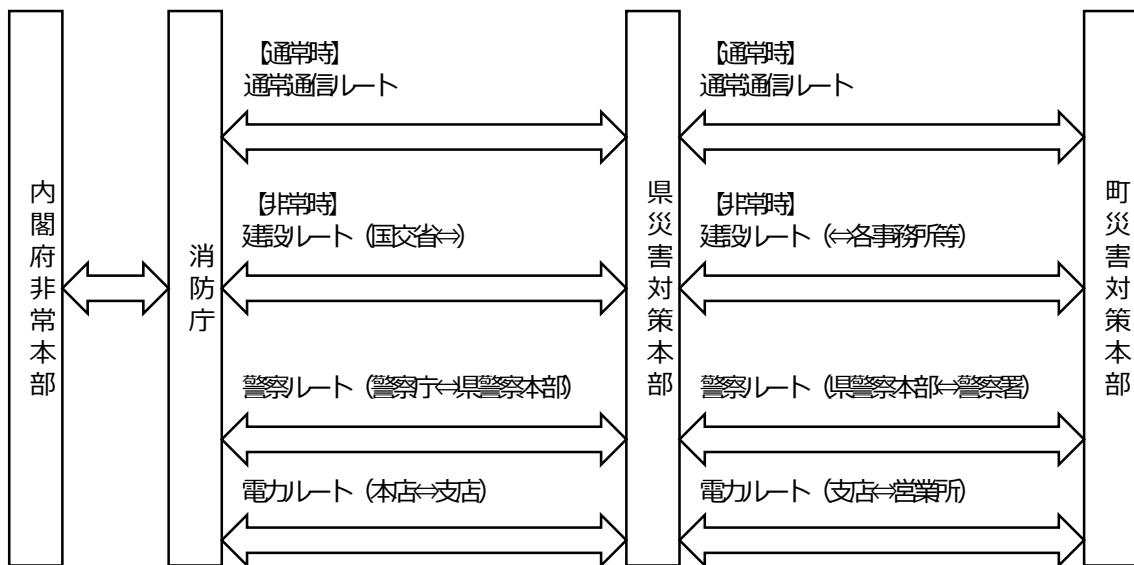 内閣府非常本部
消防庁
【通常時】
通常通信ルート
【非常時】
建設ルート（国交省⇔）
警察ルート（警察庁⇔県警察本部）
電力ルート（本店⇔支店）
県災害対策本部
【通常時】
通常通信ルート
【非常時】
建設ルート（⇔各事務所等）
警察ルート（県警察本部⇔警察署）
電力ルート（支店⇔営業所）
町災害対策本部